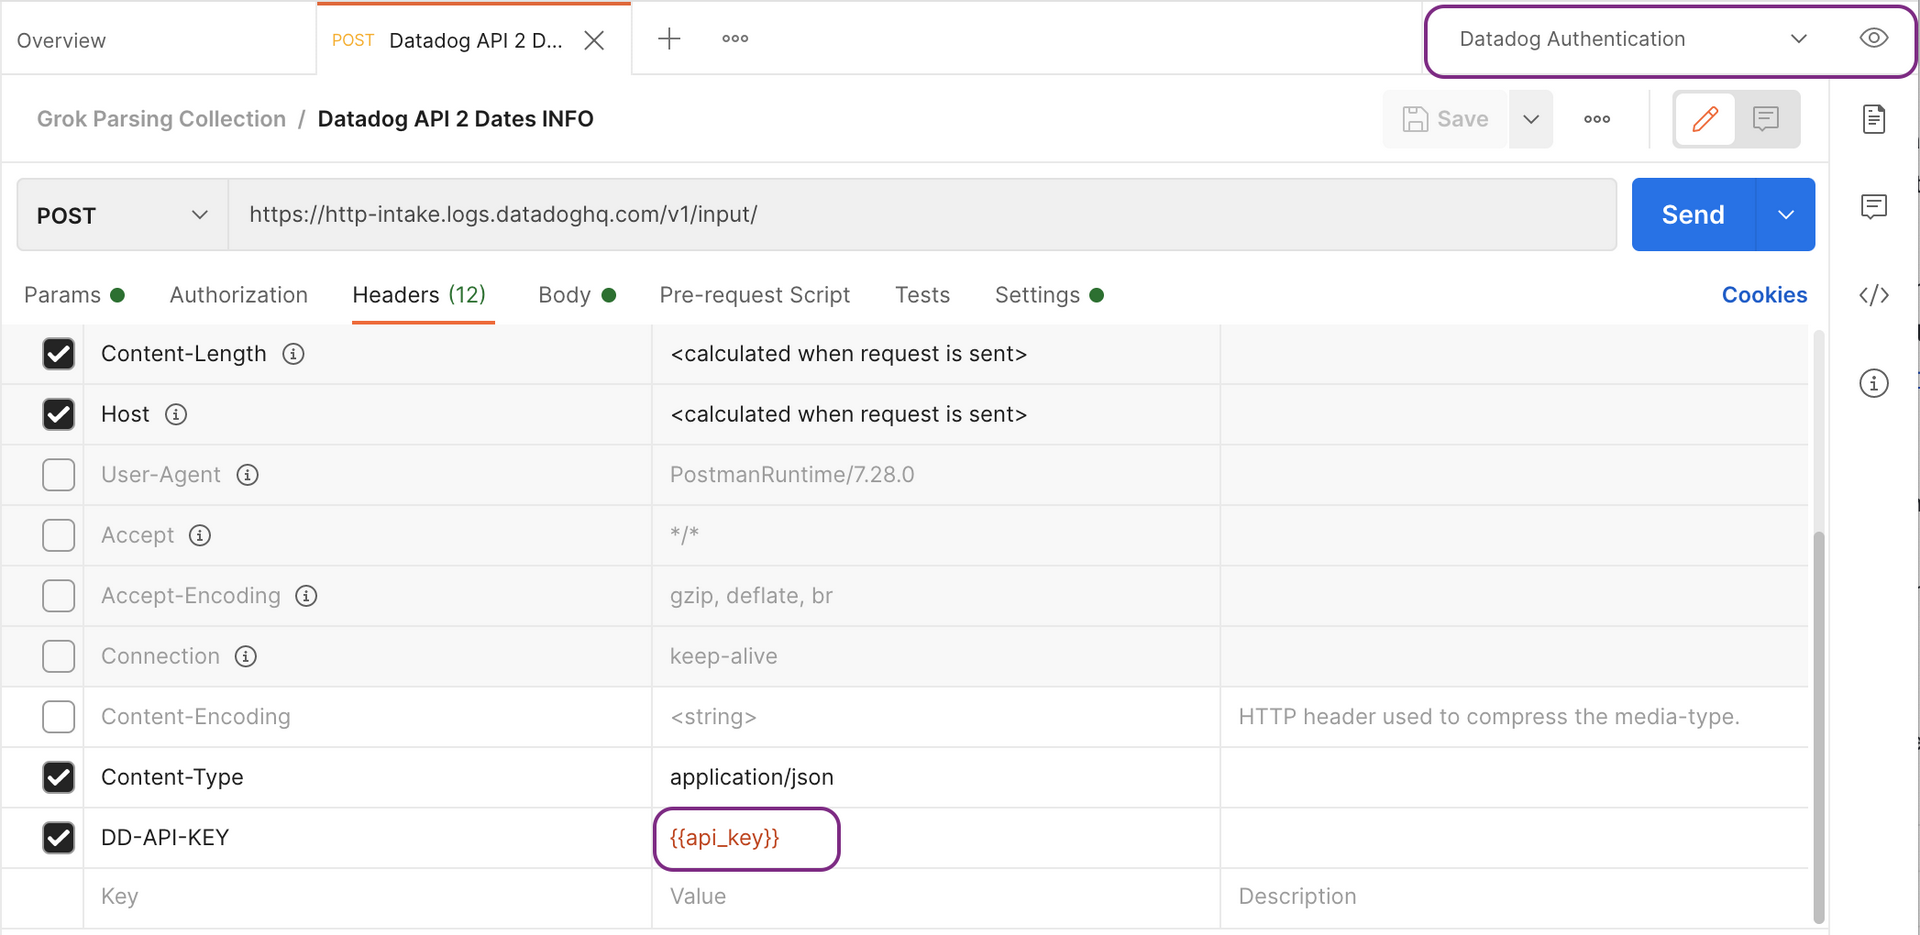 Overview
POST Datadog API 2 D...
Datadog Authentication
Grok Parsing Collection / Datadog API 2 Dates INFO
Save
POST
https://http-intake.logs.datadoghq.com/v1/input/
Send
Params Authorization Headers (12) Body Pre-request Script Tests Settings Cookies
Content-Length <calculated when request is sent>
Host <calculated when request is sent>
User-Agent PostmanRuntime/7.28.0
Accept */*
Accept-Encoding gzip, deflate, br
Connection keep-alive
Content-Encoding <string> HTTP header used to compress the media-type.
Content-Type application/json
DD-API-KEY {{api_key}}
Key Value Description